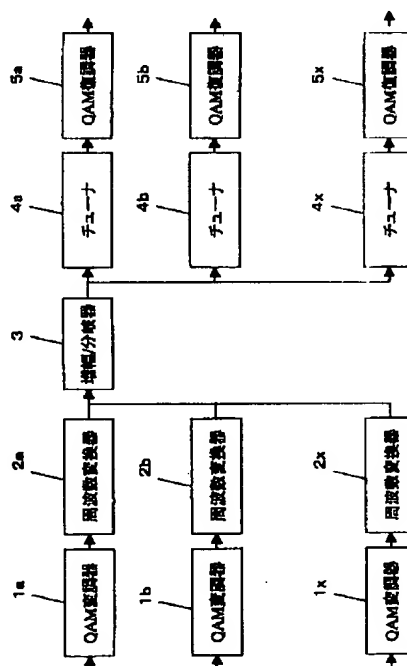 1a
QAM変調器
2a
周波数変換器
3
増幅/分岐器
4a
チューナ
5a
QAM復調器
1b
QAM変調器
2b
周波数変換器
4b
チューナ
5b
QAM復調器
1x
QAM変調器
2x
周波数変換器
4x
チューナ
5x
QAM復調器